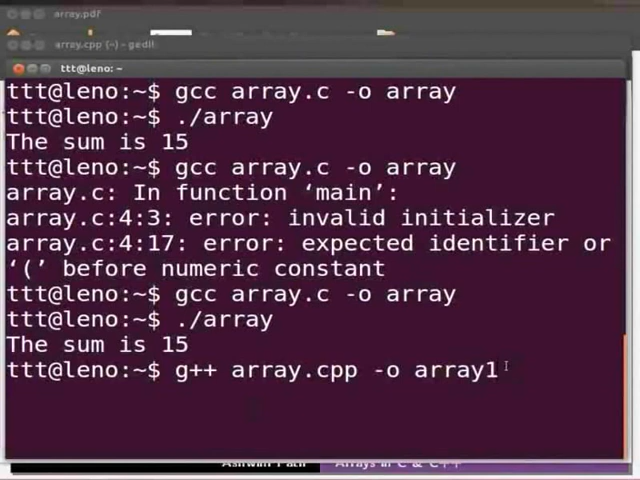 array.pdf
array.cpp (~) - gedit
ttt@leno: ~
ttt@leno:~$ gcc array.c -o array
ttt@leno:~$ ./array
The sum is 15
ttt@leno:~$ gcc array.c -o array
array.c: In function ‘main’:
array.c:4:3: error: invalid initializer
array.c:4:17: error: expected identifier or
‘(’ before numeric constant
ttt@leno:~$ gcc array.c -o array
ttt@leno:~$ ./array
The sum is 15
ttt@leno:~$ g++ array.cpp -o array1
Ashwini Patil Arrays in C & C++